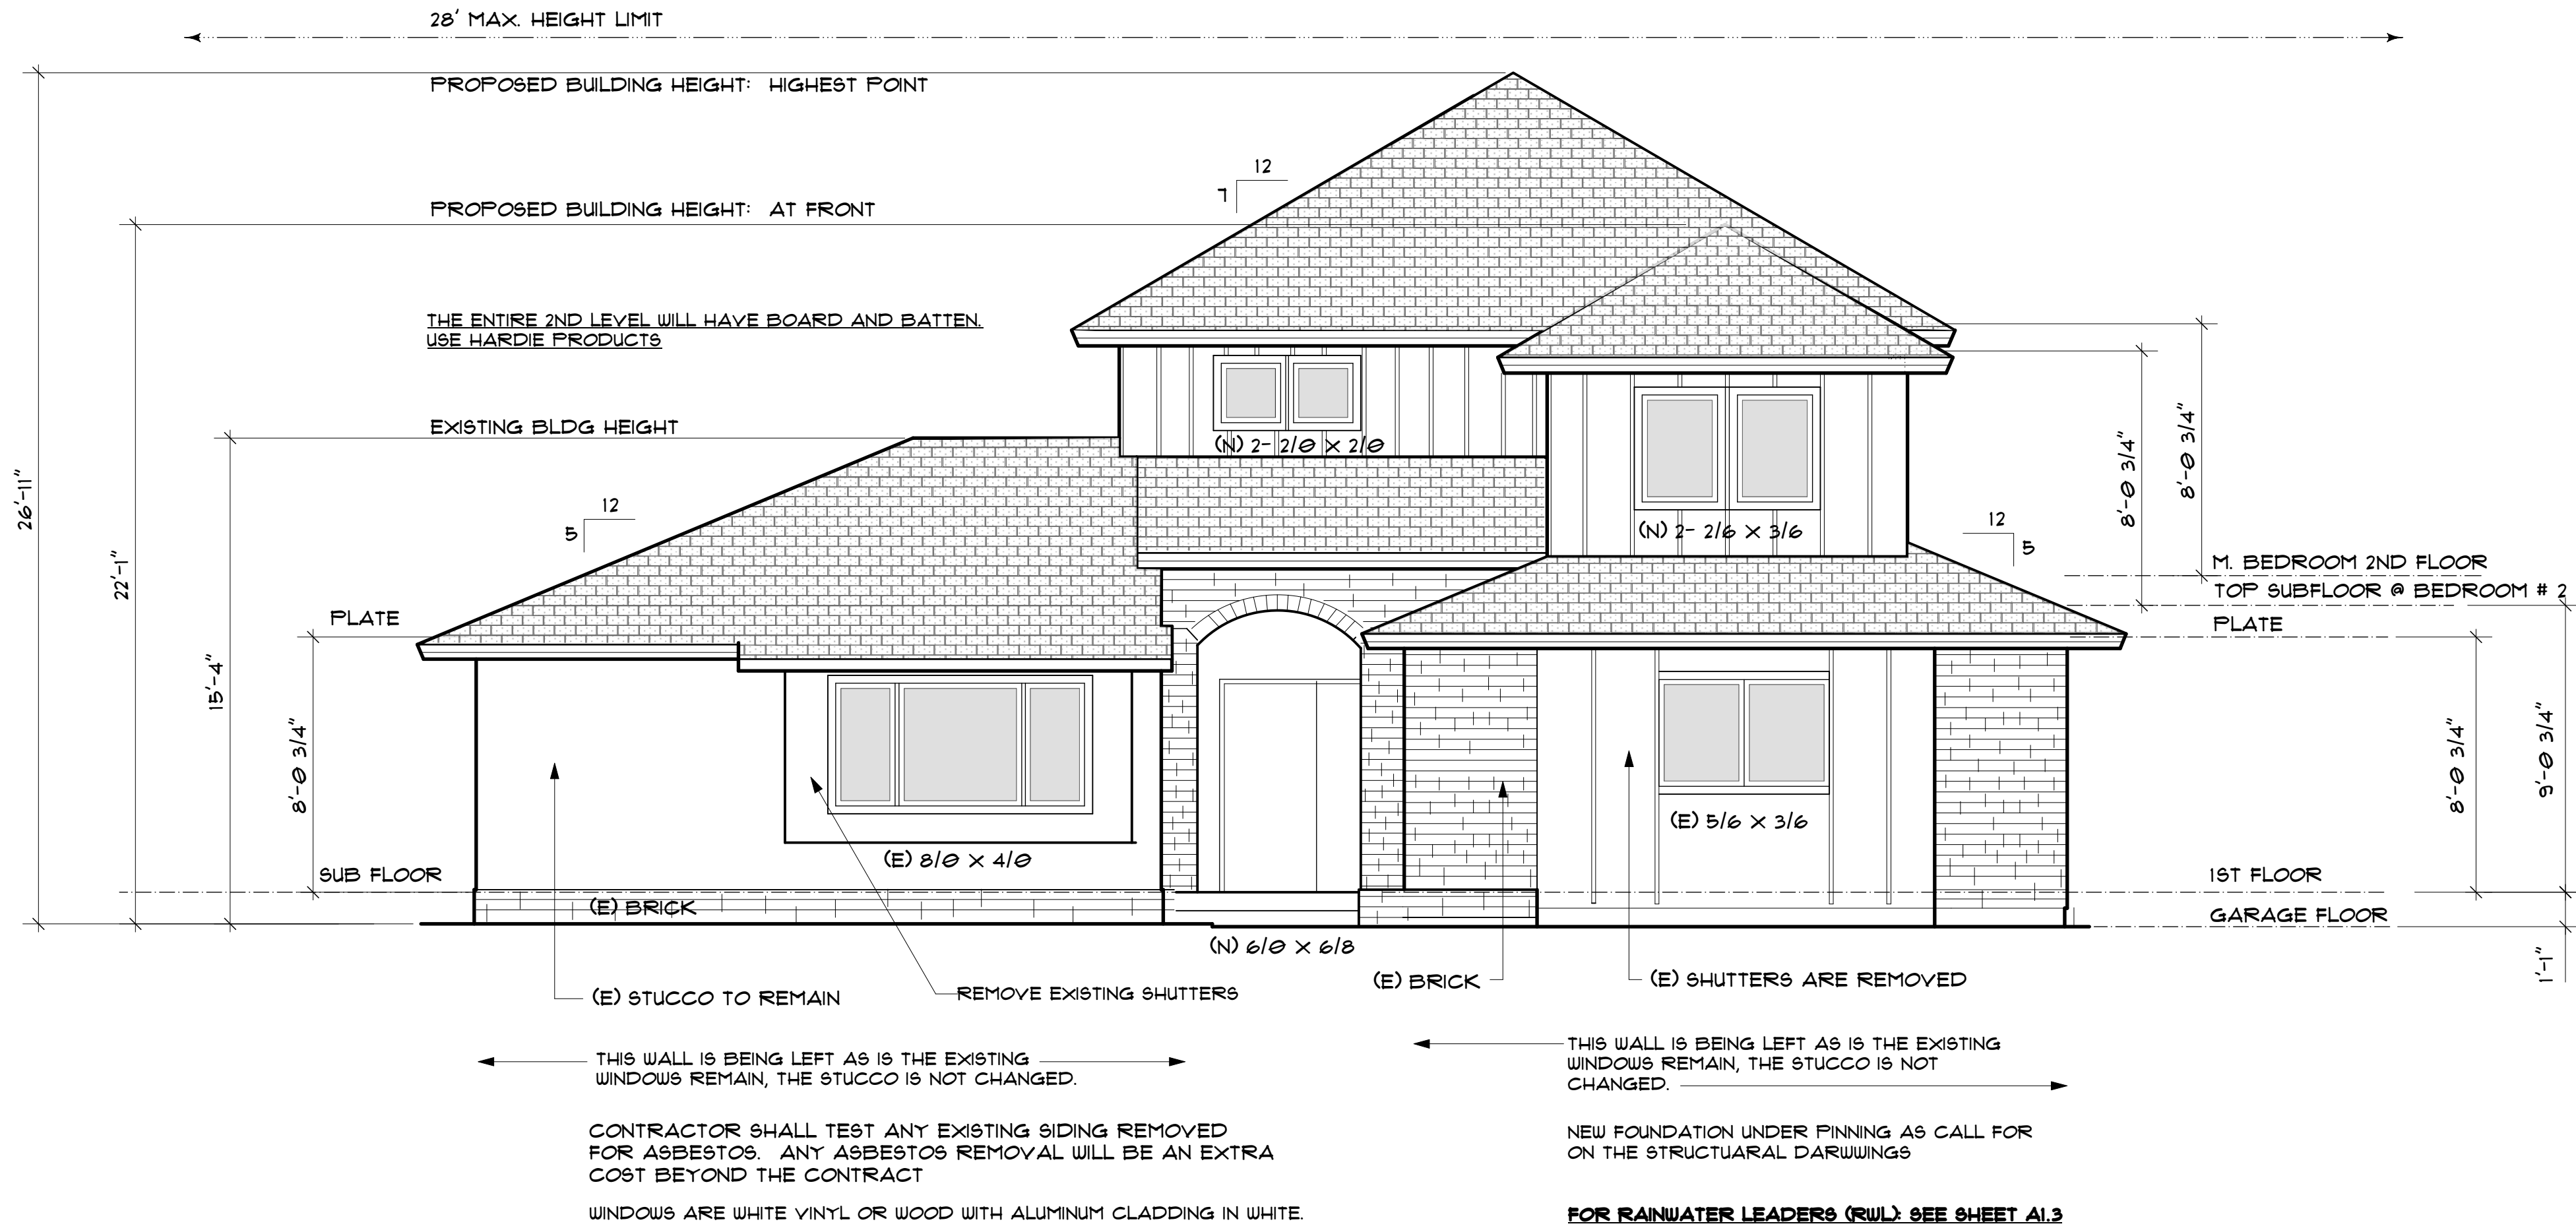 28' MAX. HEIGHT LIMIT
PROPOSED BUILDING HEIGHT:  HIGHEST POINT
12
7
PROPOSED BUILDING HEIGHT:  AT FRONT
THE ENTIRE 2ND LEVEL WILL HAVE BOARD AND BATTEN.
USE HARDIE PRODUCTS
EXISTING BLDG HEIGHT
(N) 2- 2/0 X 2/0
26'-11"
22'-1"
15'-4"
8'-0 3/4"
12
5
(N) 2- 2/6 X 3/6
12
5
8'-0 3/4"
8'-0 3/4"
M. BEDROOM 2ND FLOOR
TOP SUBFLOOR @ BEDROOM # 2
PLATE
PLATE
8'-0 3/4"
9'-0 3/4"
(E) 5/6 X 3/6
(E) 8/0 X 4/0
SUB FLOOR
1ST FLOOR
(E) BRICK
GARAGE FLOOR
1'-1"
(N) 6/0 X 6/8
(E) STUCCO TO REMAIN
REMOVE EXISTING SHUTTERS
(E) BRICK
(E) SHUTTERS ARE REMOVED
THIS WALL IS BEING LEFT AS IS THE EXISTING
WINDOWS REMAIN, THE STUCCO IS NOT CHANGED.
CONTRACTOR SHALL TEST ANY EXISTING SIDING REMOVED
FOR ASBESTOS.  ANY ASBESTOS REMOVAL WILL BE AN EXTRA
COST BEYOND THE CONTRACT
WINDOWS ARE WHITE VINYL OR WOOD WITH ALUMINUM CLADDING IN WHITE.
THIS WALL IS BEING LEFT AS IS THE EXISTING
WINDOWS REMAIN, THE STUCCO IS NOT
CHANGED.
NEW FOUNDATION UNDER PINNING AS CALL FOR
ON THE STRUCTUARAL DARWWINGS
FOR RAINWATER LEADERS (RWL): SEE SHEET A1.3